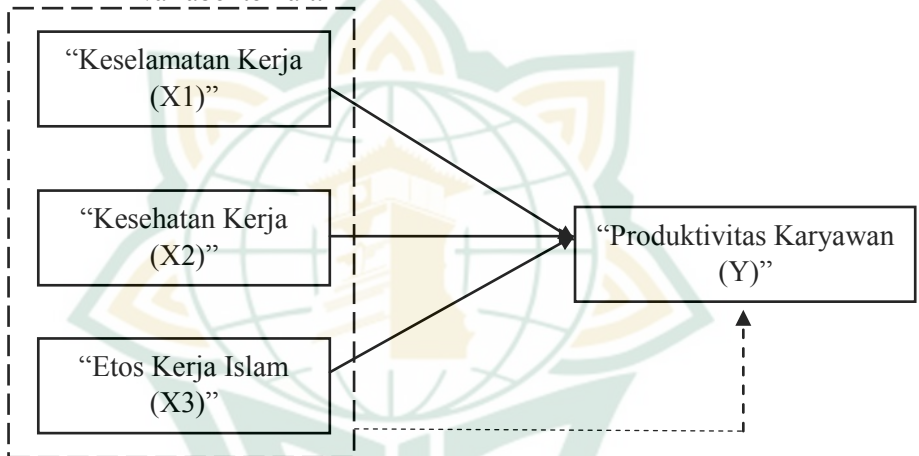 “Keselamatan Kerja
(X1)”
“Kesehatan Kerja
(X2)”
“Produktivitas Karyawan
(Y)”
“Etos Kerja Islam
(X3)”